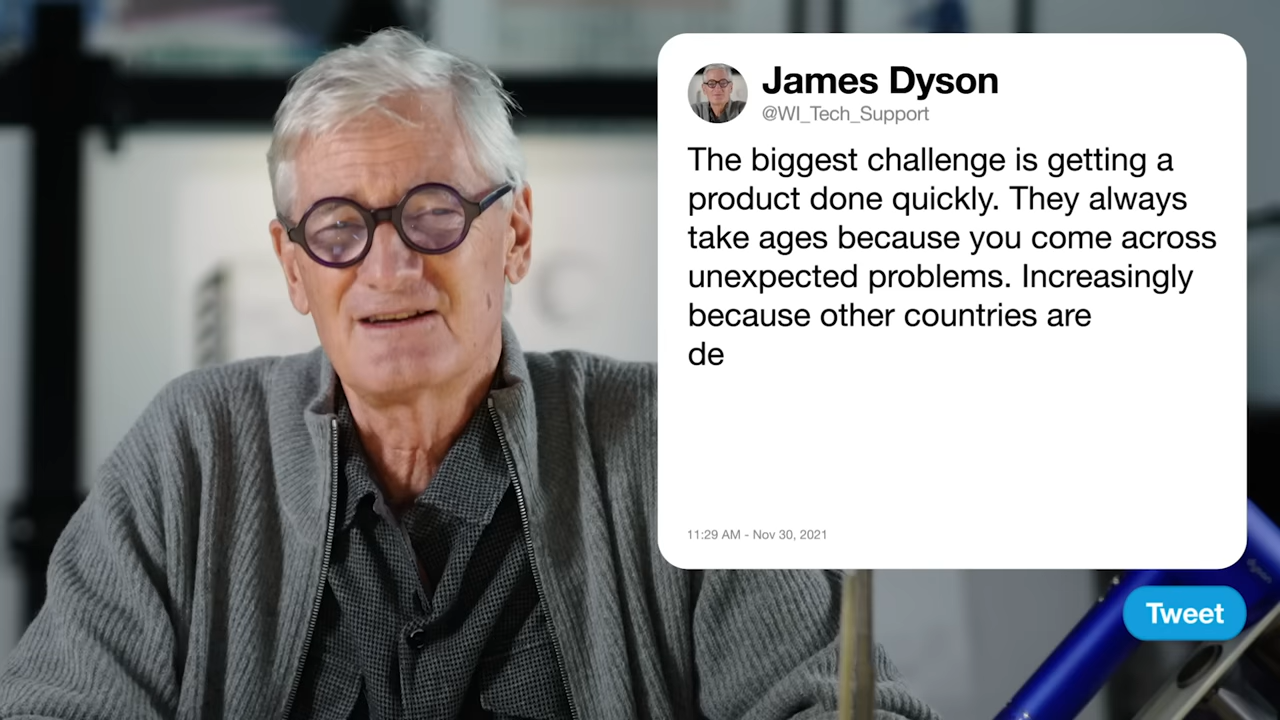 James Dyson
@WI_Tech_Support
The biggest challenge is getting a
product done quickly. They always
take ages because you come across
unexpected problems. Increasingly
because other countries are
de
11:29 AM - Nov 30, 2021
dyson
Tweet